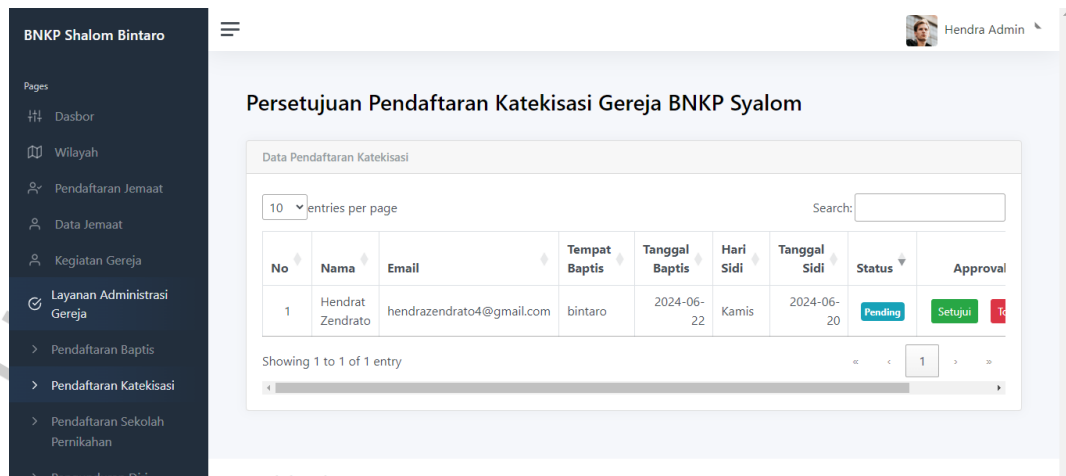 BNKP Shalom Bintaro
Hendra Admin
Pages
Dasbor
Wilayah
Pendaftaran Jemaat
Data Jemaat
Kegiatan Gereja
Layanan Administrasi
Gereja
> Pendaftaran Baptis
> Pendaftaran Katekisasi
> Pendaftaran Sekolah
Pernikahan
Persetujuan Pendaftaran Katekisasi Gereja BNKP Syalom
Data Pendaftaran Katekisasi
10 entries per page
Search:
No Nama Email Tempat Baptis Tanggal Baptis Hari Sidi Tanggal Sidi Status Approval
1 Hendrat Zendrato hendrazendrato4@gmail.com bintaro 2024-06-22 Kamis 2024-06-20 Pending Setujui
Showing 1 to 1 of 1 entry
« ‹ 1 › »